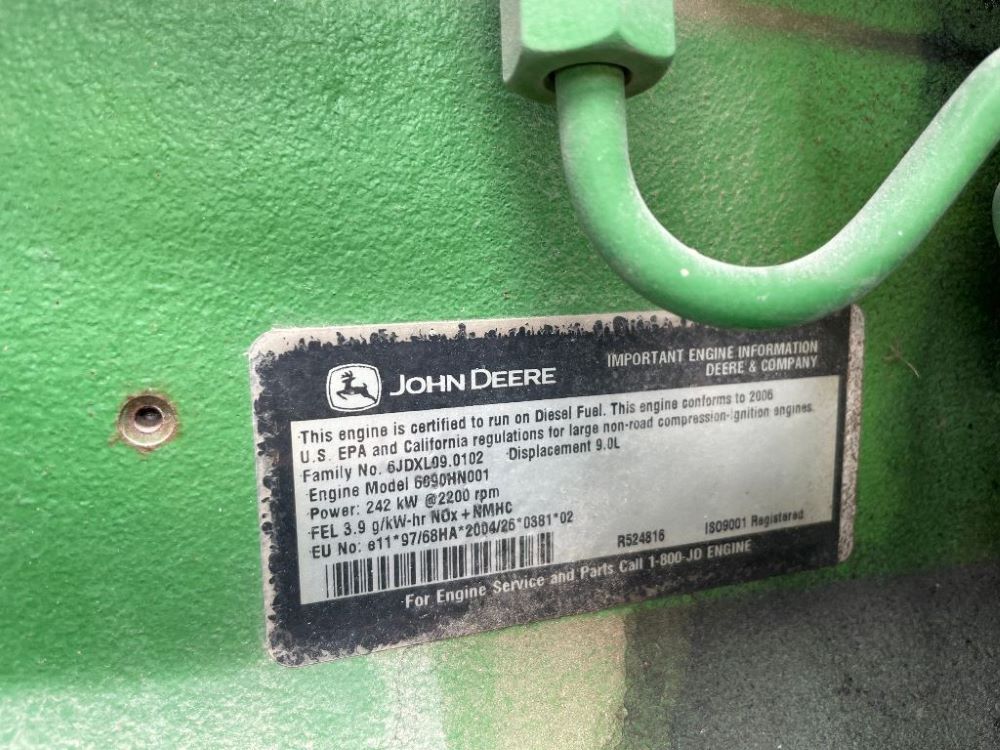 JOHN DEERE
IMPORTANT ENGINE INFORMATION
DEERE & COMPANY
This engine is certified to run on Diesel Fuel. This engine conforms to 2006
U.S. EPA and California regulations for large non-road compression-ignition engines.
Family No. 6JDXL09.0102 Displacement 9.0L
Engine Model 6090HN001
Power: 242 kW @2200 rpm
FEL 3.9 g/kW-hr NOx + NMHC
EU No: e11*97/68HA*2004/26*0381*02
R524816 ISO9001 Registered
For Engine Service and Parts Call 1-800-JD ENGINE